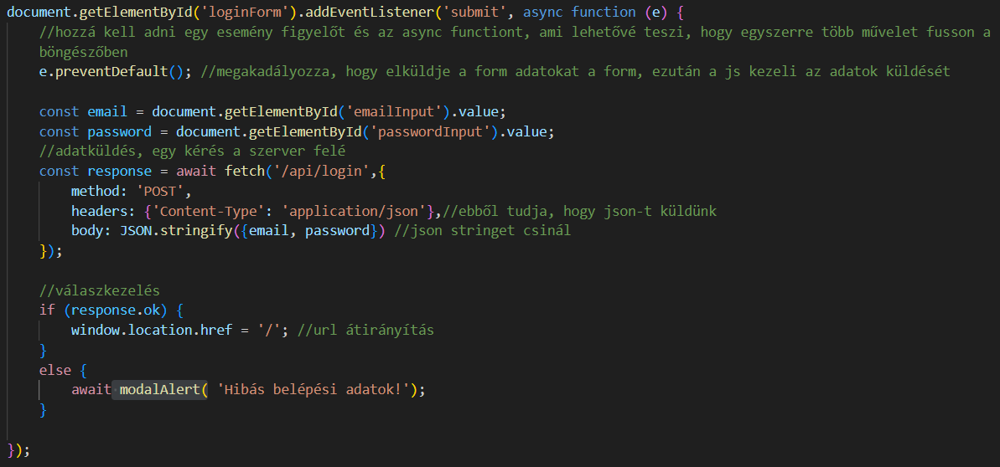 document.getElementById('loginForm').addEventListener('submit', async function (e) {
    //hozzá kell adni egy esemény figyelőt és az async functiont, ami lehetővé teszi, hogy egyszerre több művelet fusson a
    böngészőben
    e.preventDefault(); //megakadályozza, hogy elküldje a form adatokat a form, ezután a js kezeli az adatok küldését

    const email = document.getElementById('emailInput').value;
    const password = document.getElementById('passwordInput').value;
    //adatküldés, egy kérés a szerver felé
    const response = await fetch('/api/login',{
        method: 'POST',
        headers: {'Content-Type': 'application/json'},//ebből tudja, hogy json-t küldünk
        body: JSON.stringify({email, password}) //json stringet csinál
    });

    //válaszkezelés
    if (response.ok) {
        window.location.href = '/'; //url átirányítás
    }
    else {
        await modalAlert( 'Hibás belépési adatok!');
    }

});